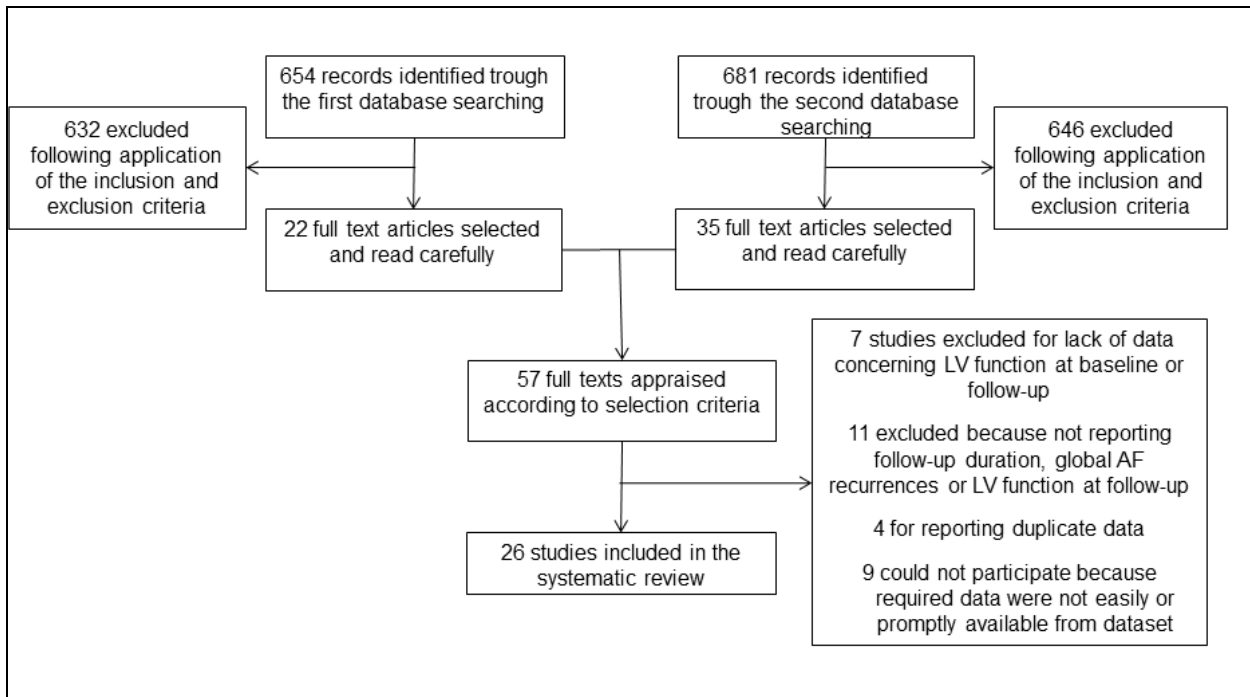 654 records identified trough
the first database searching
681 records identified
trough the second database
searching
632 excluded
following application
of the inclusion and
exclusion criteria
646 excluded
following application
of the inclusion and
exclusion criteria
22 full text articles selected
and read carefully
35 full text articles selected
and read carefully
57 full texts appraised
according to selection criteria
7 studies excluded for lack of data
concerning LV function at baseline or
follow-up
11 excluded because not reporting
follow-up duration, global AF
recurrences or LV function at follow-up
4 for reporting duplicate data
9 could not participate because
required data were not easily or
promptly available from dataset
26 studies included in the
systematic review